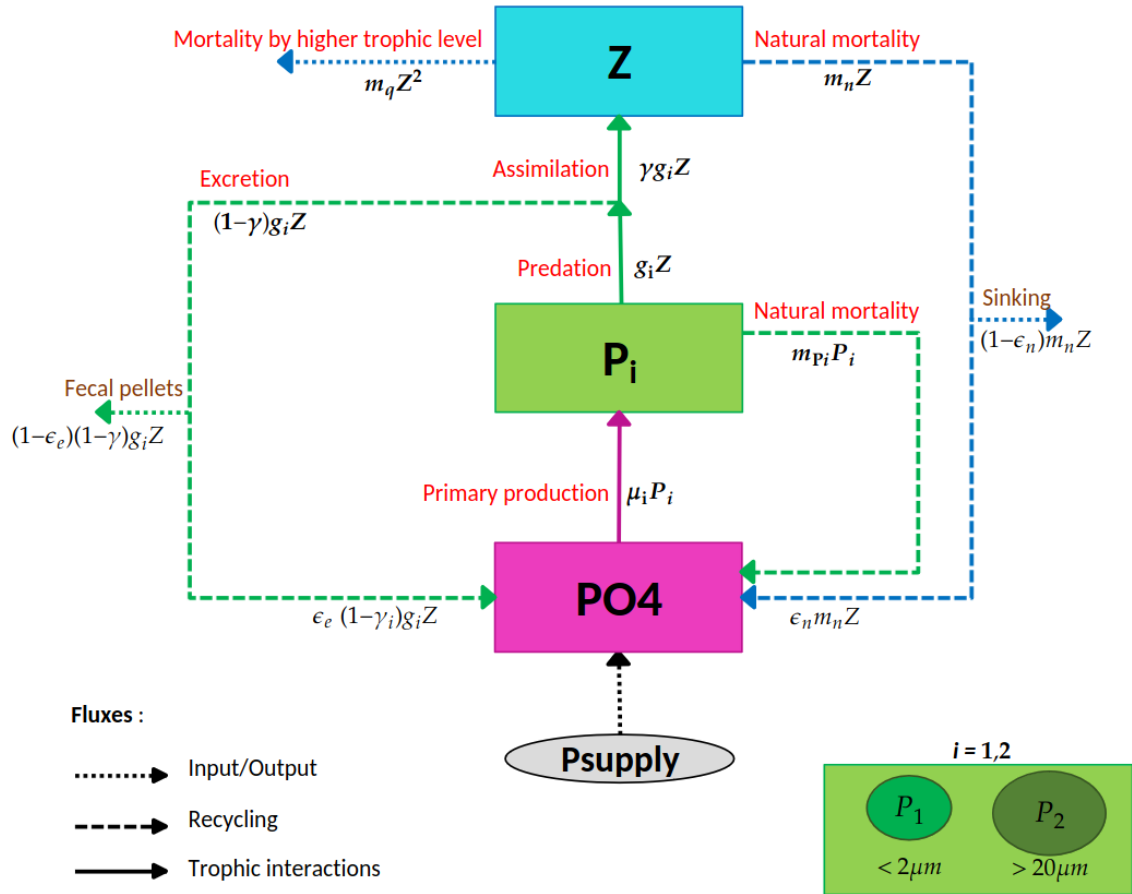 Mortality by higher trophic level
m_q Z²
Z
Natural mortality
m_n Z
Excretion
(1−γ)g_i Z
Assimilation
γg_i Z
Predation
g_i Z
Sinking
(1−ϵ_n)m_n Z
P_i
Natural mortality
m_Pi P_i
Fecal pellets
(1−ϵ_e)(1−γ)g_i Z
Primary production
μ_i P_i
PO4
ϵ_e (1−γ_i)g_i Z
ϵ_n m_n Z
Psupply
Fluxes :
Input/Output
Recycling
Trophic interactions
i = 1,2
P_1
P_2
< 2μm
> 20μm